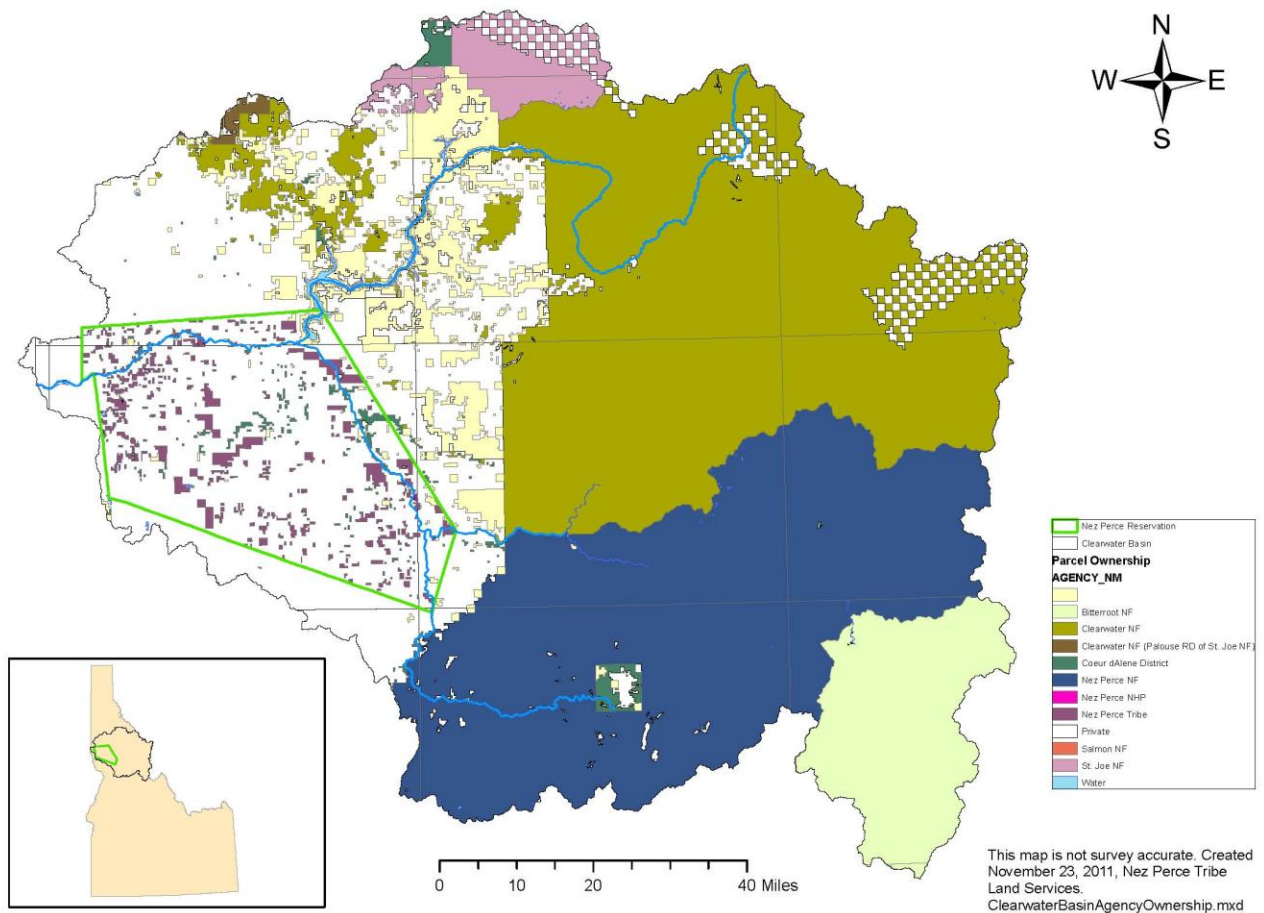 N
W E
S
Nez Perce Reservation
Clearwater Basin
Parcel Ownership
AGENCY_NM
Bitterroot NF
Clearwater NF
Clearwater NF (Palouse RD of St. Joe NF)
Coeur dAlene District
Nez Perce NF
Nez Perce NHP
Nez Perce Tribe
Private
Salmon NF
St. Joe NF
Water
0 10 20 40 Miles
This map is not survey accurate. Created
November 23, 2011, Nez Perce Tribe
Land Services.
ClearwaterBasinAgencyOwnership.mxd